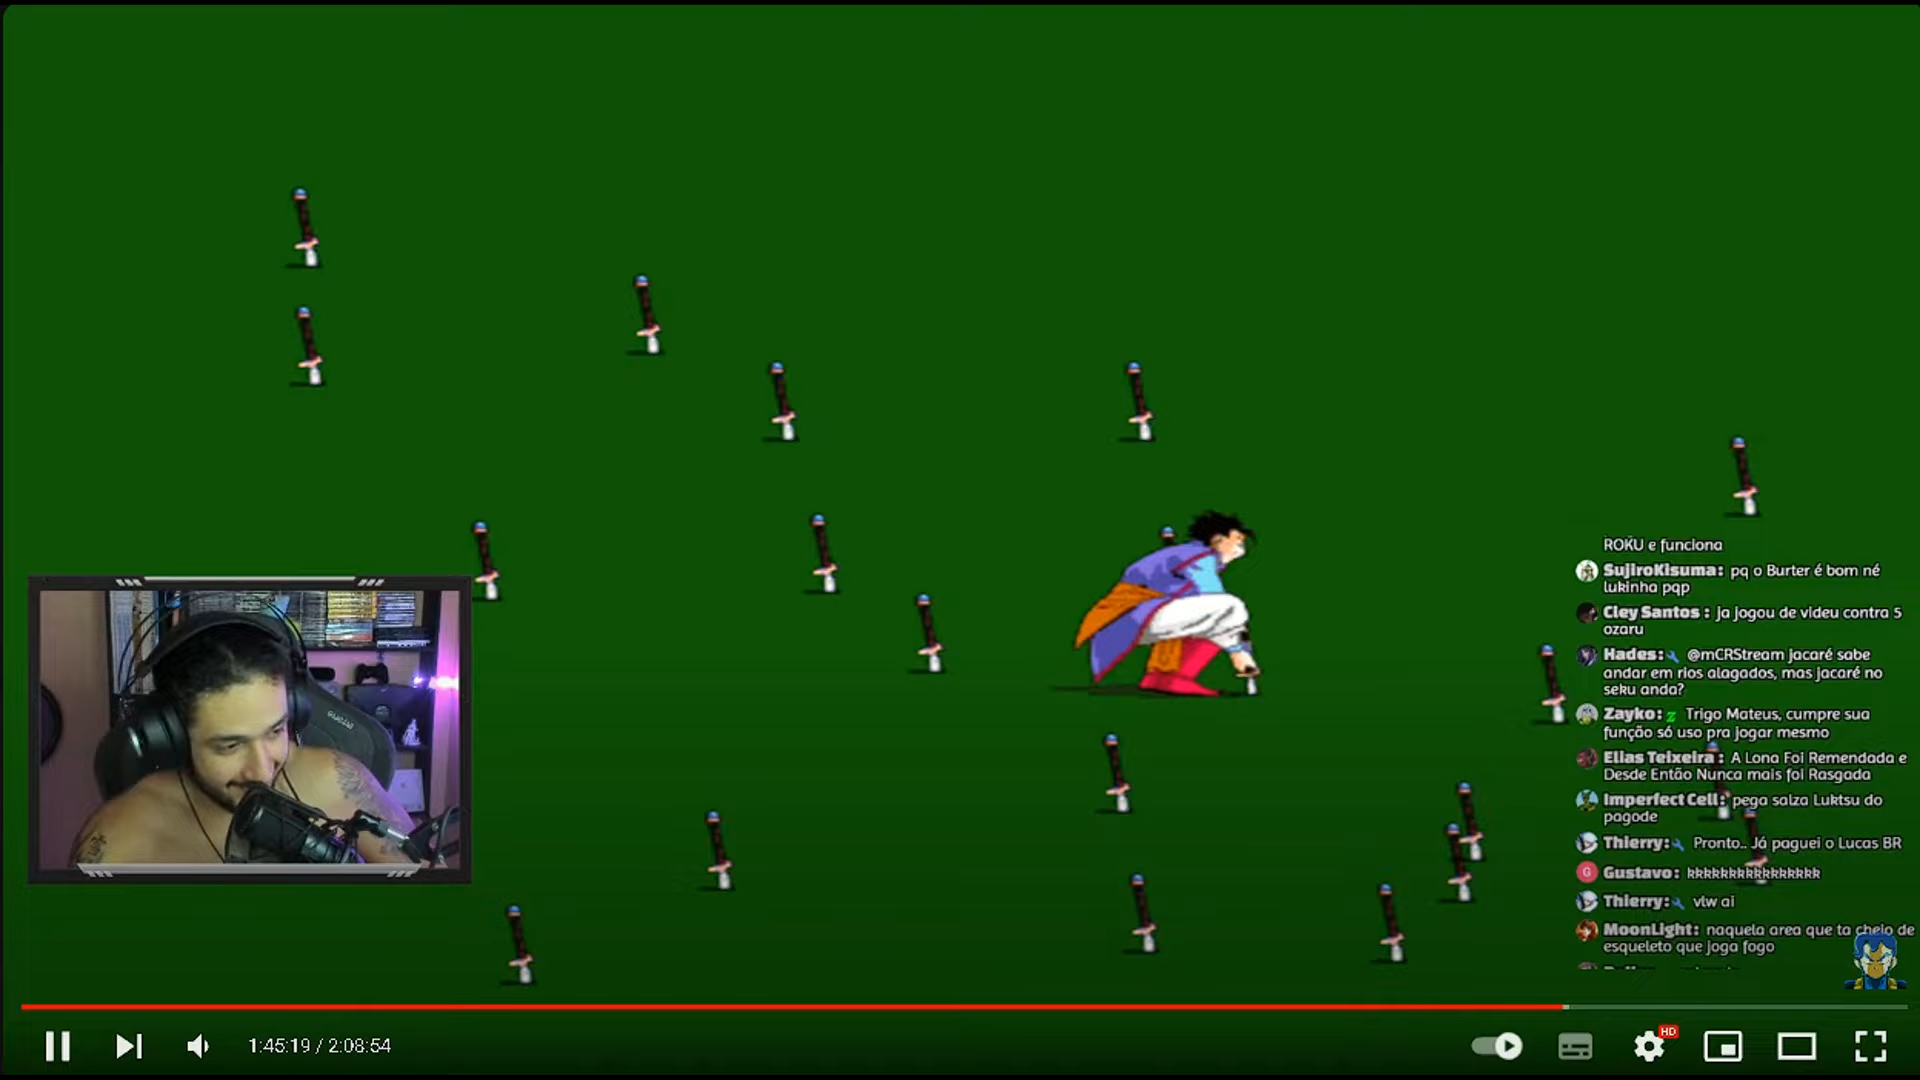 ROKU e funciona
SujiroKisuma: pq o Burter é bom né
lukinha pqp
Cley Santos : ja jogou de videu contra 5
ozaru
Hades: @mCRStream jacaré sabe
andar em rios alagados, mas jacaré no
seku anda?
Zayko: Z Trigo Mateus, cumpre sua
função só uso pra jogar mesmo
Elias Teixeira : A Lona Foi Remendada e
Desde Então Nunca mais foi Rasgada
Imperfect Cell: pega salza Luktsu do
pagode
Thierry: Pronto.. Já paguei o Lucas BR
G Gustavo: kkkkkkkkkkkkkkkk
Thierry: vlw ai
MoonLight: naquela area que ta cheio de
esqueleto que joga fogo
1:45:19 / 2:08:54
HD